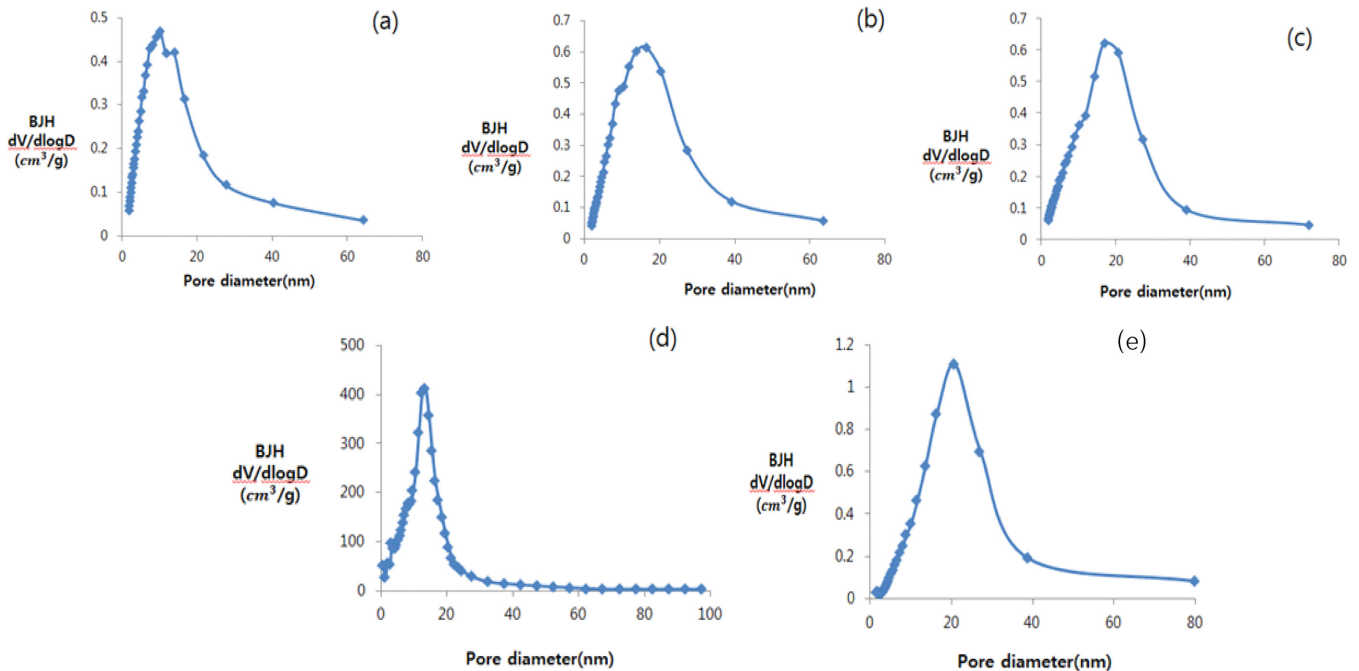 (a)
0.5
0.4
0.3
0.2
0.1
0
BJH
dV/dlogD
(cm³/g)
0 20 40 60 80
Pore diameter(nm)
(b)
0.7
0.6
0.5
0.4
0.3
0.2
0.1
0
BJH
dV/dlogD
(cm³/g)
0 20 40 60 80
Pore diameter(nm)
(c)
0.7
0.6
0.5
0.4
0.3
0.2
0.1
0
BJH
dV/dlogD
(cm³/g)
0 20 40 60 80
Pore diameter(nm)
(d)
500
400
300
200
100
0
BJH
dV/dlogD
(cm³/g)
0 20 40 60 80 100
Pore diameter(nm)
(e)
1.2
1
0.8
0.6
0.4
0.2
0
BJH
dV/dlogD
(cm³/g)
0 20 40 60 80
Pore diameter(nm)